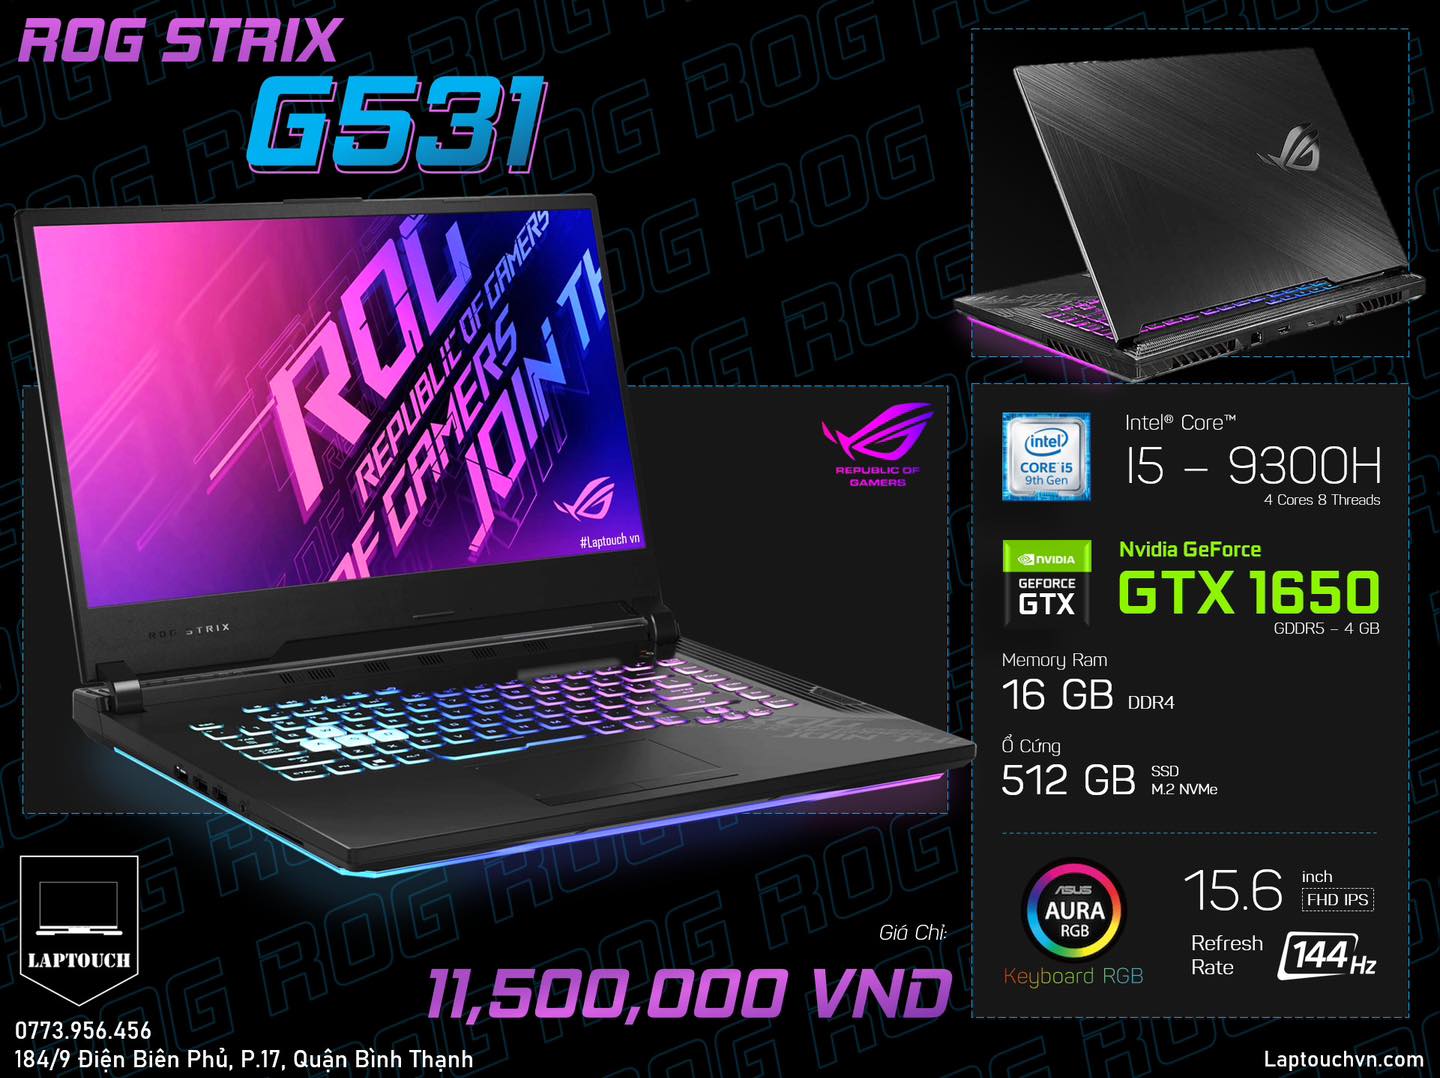 ROG STRIX
G531
ROG
REPUBLIC OF GAMERS
OF GAMERS
JOIN TH
#Laptouch vn
ROG STRIX
REPUBLIC OF
GAMERS
intel
CORE i5
9th Gen
Intel® Core™
I5 – 9300H
4 Cores 8 Threads
NVIDIA
GEFORCE
GTX
Nvidia GeForce
GTX 1650
GDDR5 – 4 GB
Memory Ram
16 GB DDR4
Ổ Cứng
512 GB SSD
M.2 NVMe
ASUS
AURA
RGB
Keyboard RGB
15.6 inch
FHD IPS
Refresh
Rate
144Hz
Giá Chỉ:
11,500,000 VND
LAPTOUCH
0773.956.456
184/9 Điện Biên Phủ, P.17, Quận Bình Thạnh
Laptouchvn.com